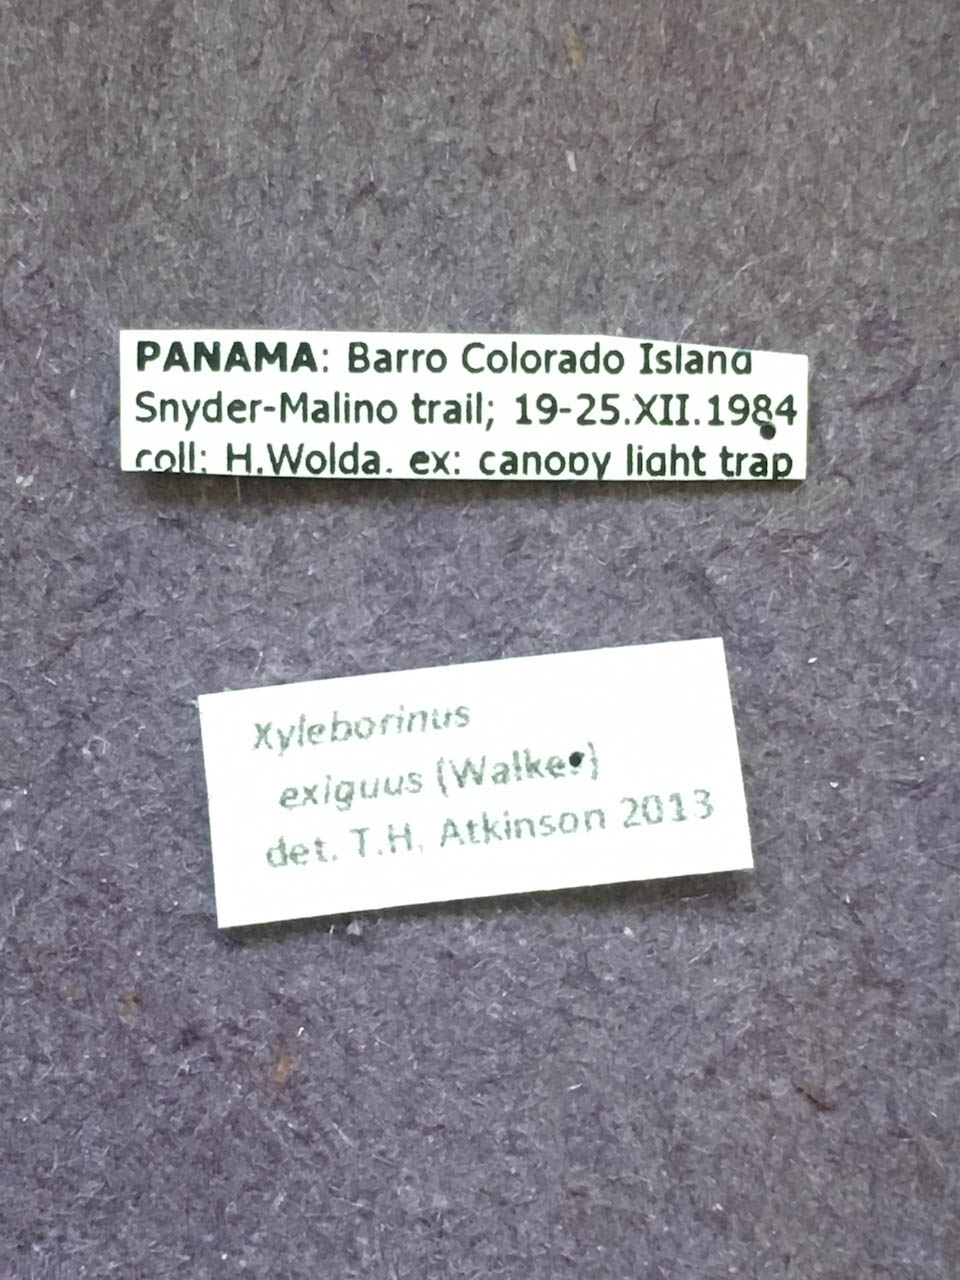 PANAMA: Barro Colorado Island
Snyder-Malino trail; 19-25.XII.1984
coll: H.Wolda. ex: canopy light trap
Xyleborinus
exiguus (Walker)
det. T.H. Atkinson 2013